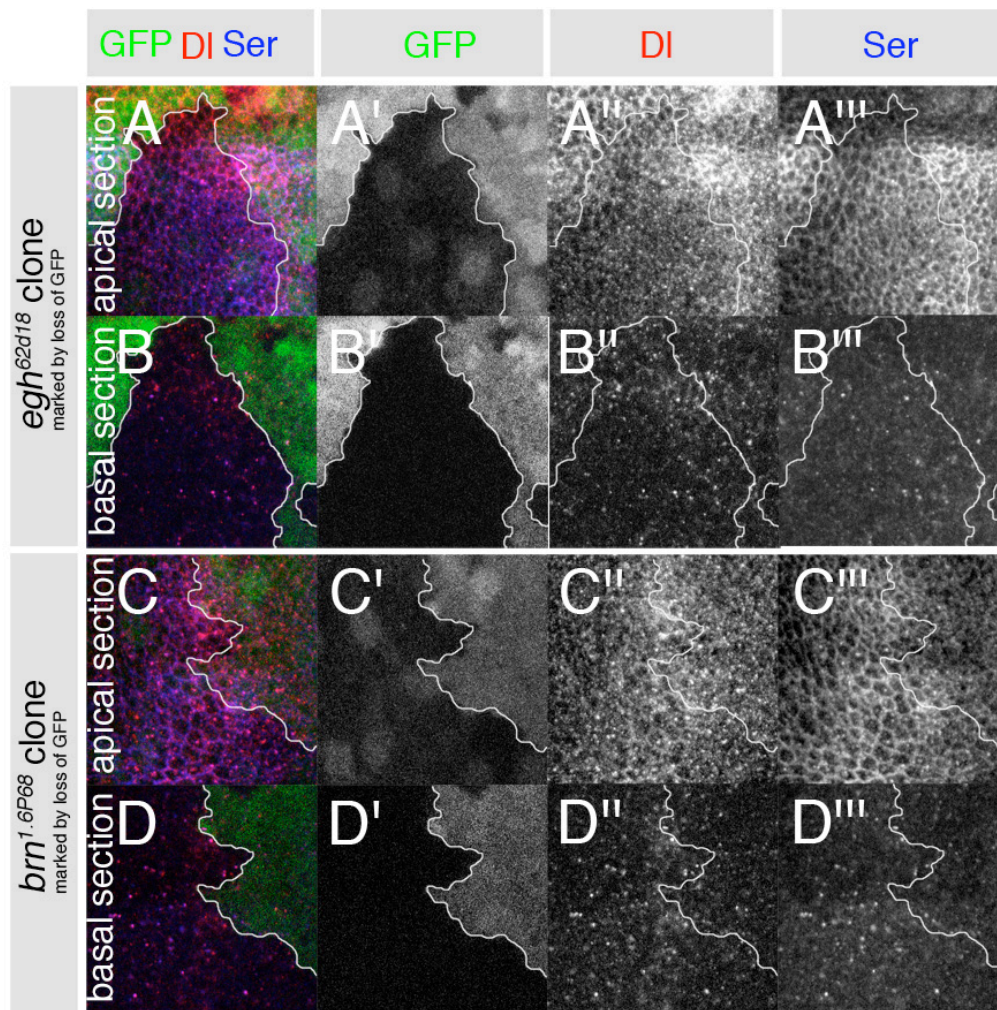 GFP Dl Ser
GFP
Dl
Ser
egh62d18 clone
marked by loss of GFP
apical section
A
A'
A''
A'''
basal section
B
B'
B''
B'''
brn1.6P68 clone
marked by loss of GFP
apical section
C
C'
C''
C'''
basal section
D
D'
D''
D'''